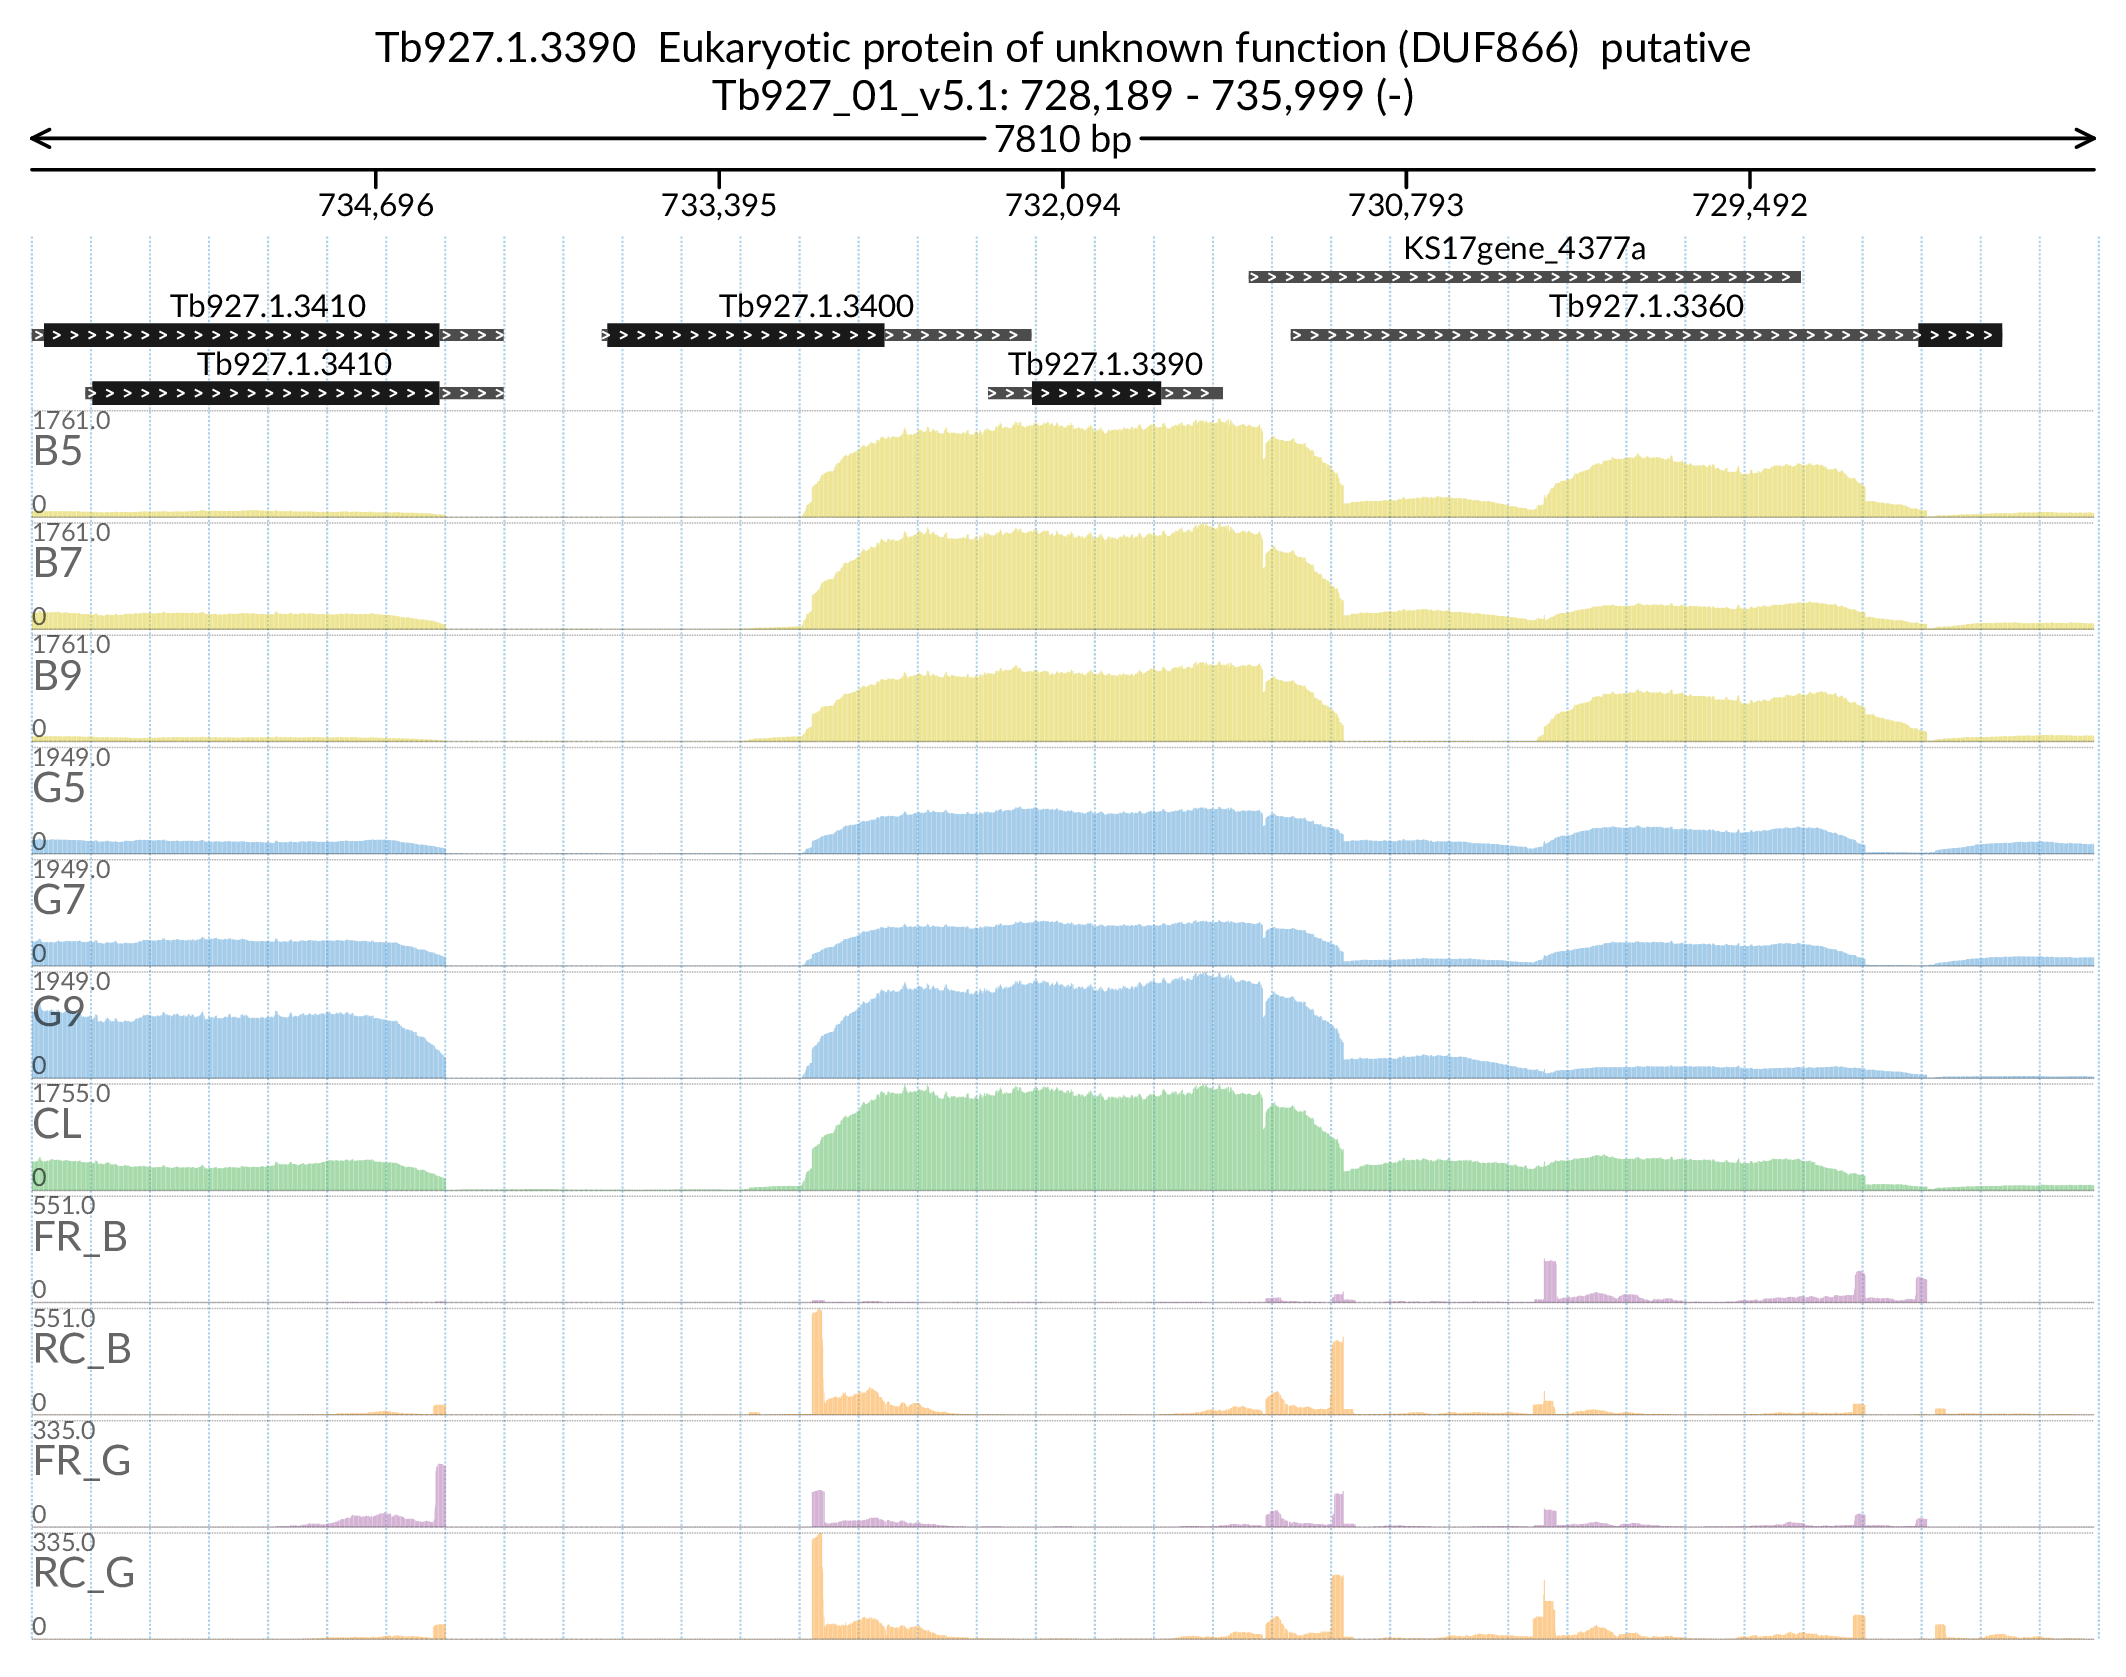 Tb927.1.3390 Eukaryotic protein of unknown function (DUF866) putative
Tb927_01_v5.1: 728,189 - 735,999 (-)
7810 bp
734,696 733,395 732,094 730,793 729,492
KS17gene_4377a
Tb927.1.3410 Tb927.1.3400 Tb927.1.3360
Tb927.1.3410 Tb927.1.3390
1761.0
B5
0
1761.0
B7
0
1761.0
B9
0
1949.0
G5
0
1949.0
G7
0
1949.0
G9
0
1755.0
CL
0
551.0
FR_B
0
551.0
RC_B
0
335.0
FR_G
0
335.0
RC_G
0